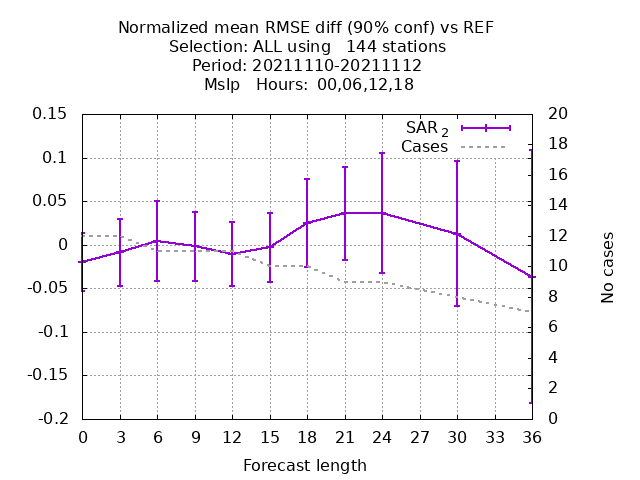 Normalized mean RMSE diff (90% conf) vs REF
Selection: ALL using   144 stations
Period: 20211110-20211112
Mslp   Hours:  00,06,12,18
SAR 2
Cases
0.15
0.1
0.05
0
-0.05
-0.1
-0.15
-0.2
20
18
16
14
12
10
8
6
4
2
0
No cases
0 3 6 9 12 15 18 21 24 27 30 33 36
Forecast length